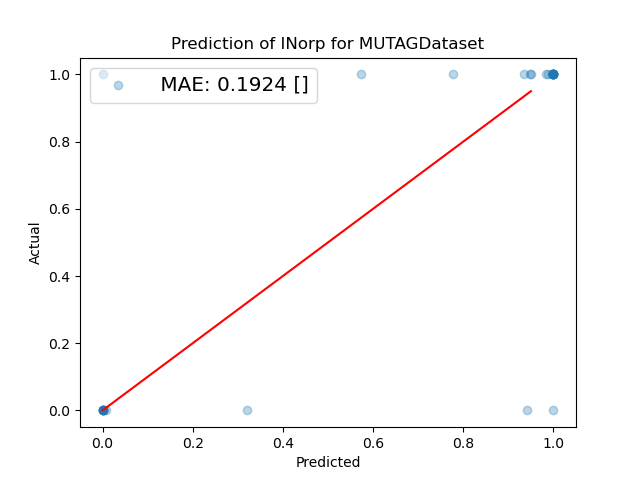 Prediction of INorp for MUTAGDataset
MAE: 0.1924 []
1.0
0.8
0.6
0.4
0.2
0.0
Actual
0.0 0.2 0.4 0.6 0.8 1.0
Predicted